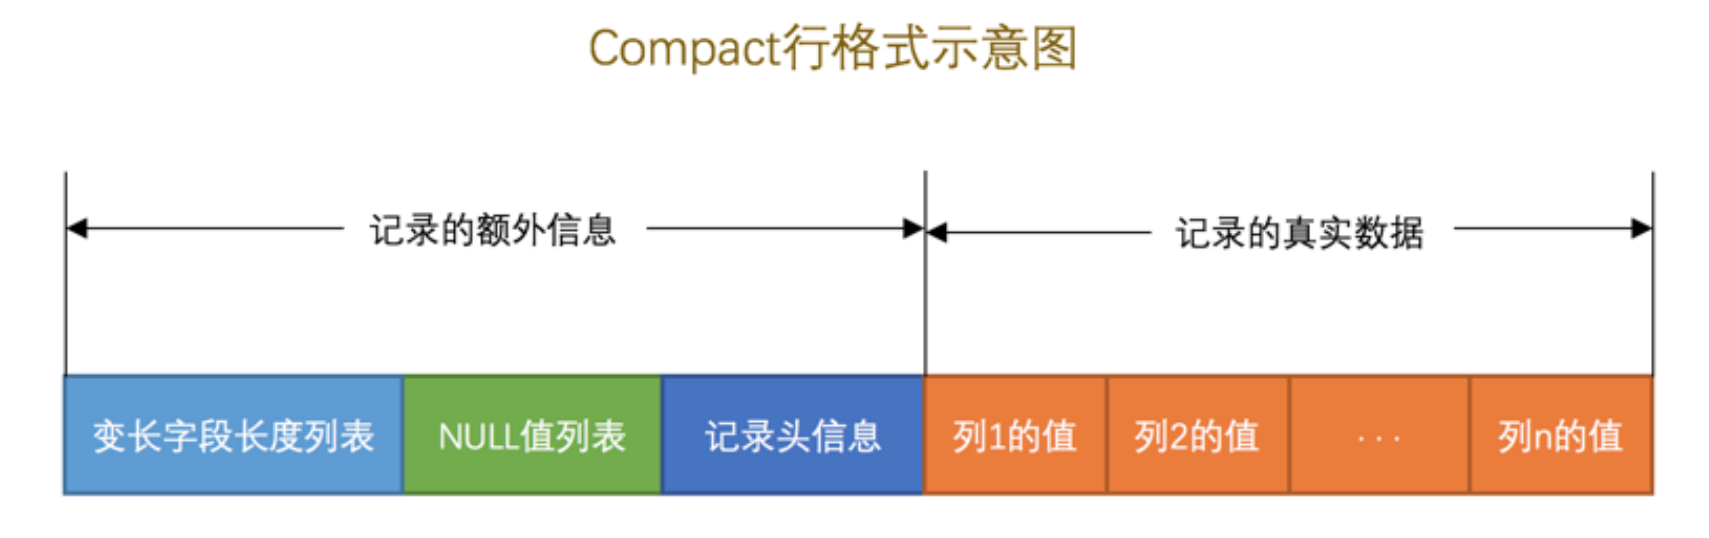 Compact行格式示意图
记录的额外信息
记录的真实数据
变长字段长度列表
NULL值列表
记录头信息
列1的值
列2的值
...
列n的值